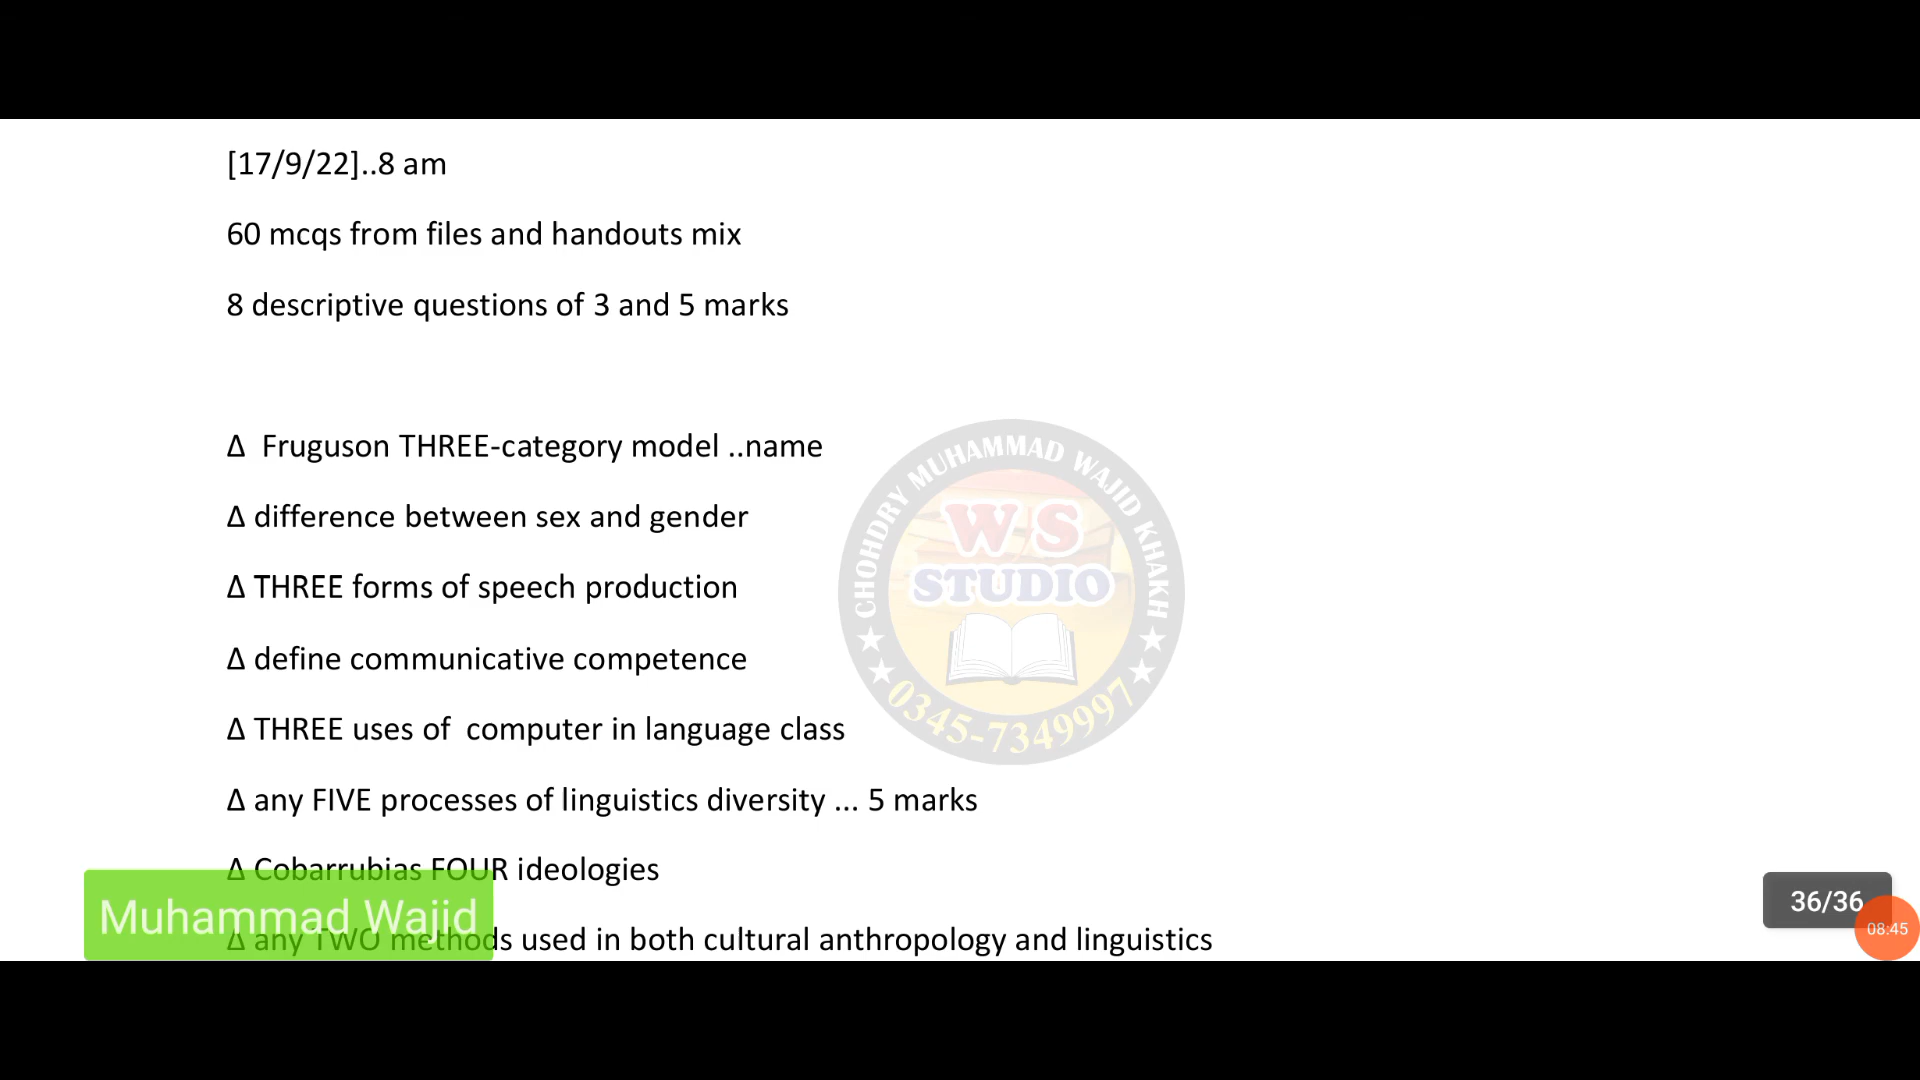 [17/9/22]..8 am
60 mcqs from files and handouts mix
8 descriptive questions of 3 and 5 marks
Δ  Fruguson THREE-category model ..name
Δ difference between sex and gender
Δ THREE forms of speech production
Δ define communicative competence
Δ THREE uses of  computer in language class
Δ any FIVE processes of linguistics diversity ... 5 marks
Δ Cobarrubias FOUR ideologies
Δ any TWO methods used in both cultural anthropology and linguistics
CHOHDRY MUHAMMAD WAJID KHAKH
W S
STUDIO
0345-7349997
Muhammad Wajid
36/36
08:45